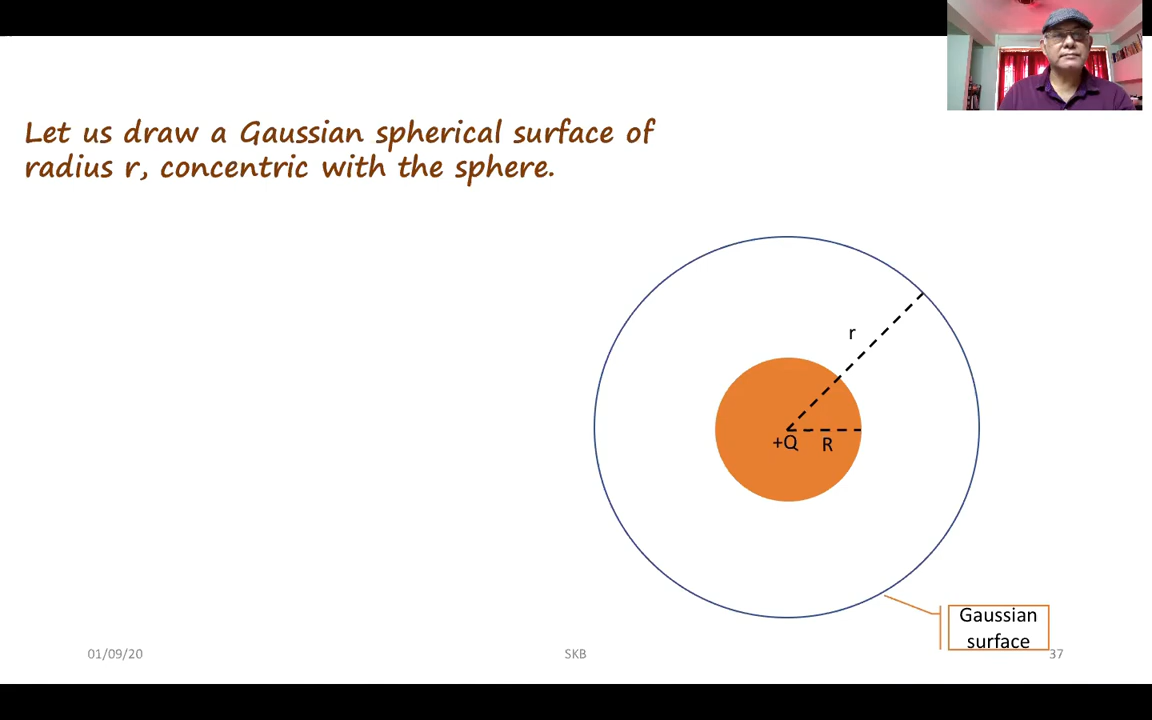 Let us draw a Gaussian spherical surface of
radius r, concentric with the sphere.
r
+Q
R
Gaussian
surface
01/09/20
SKB
37